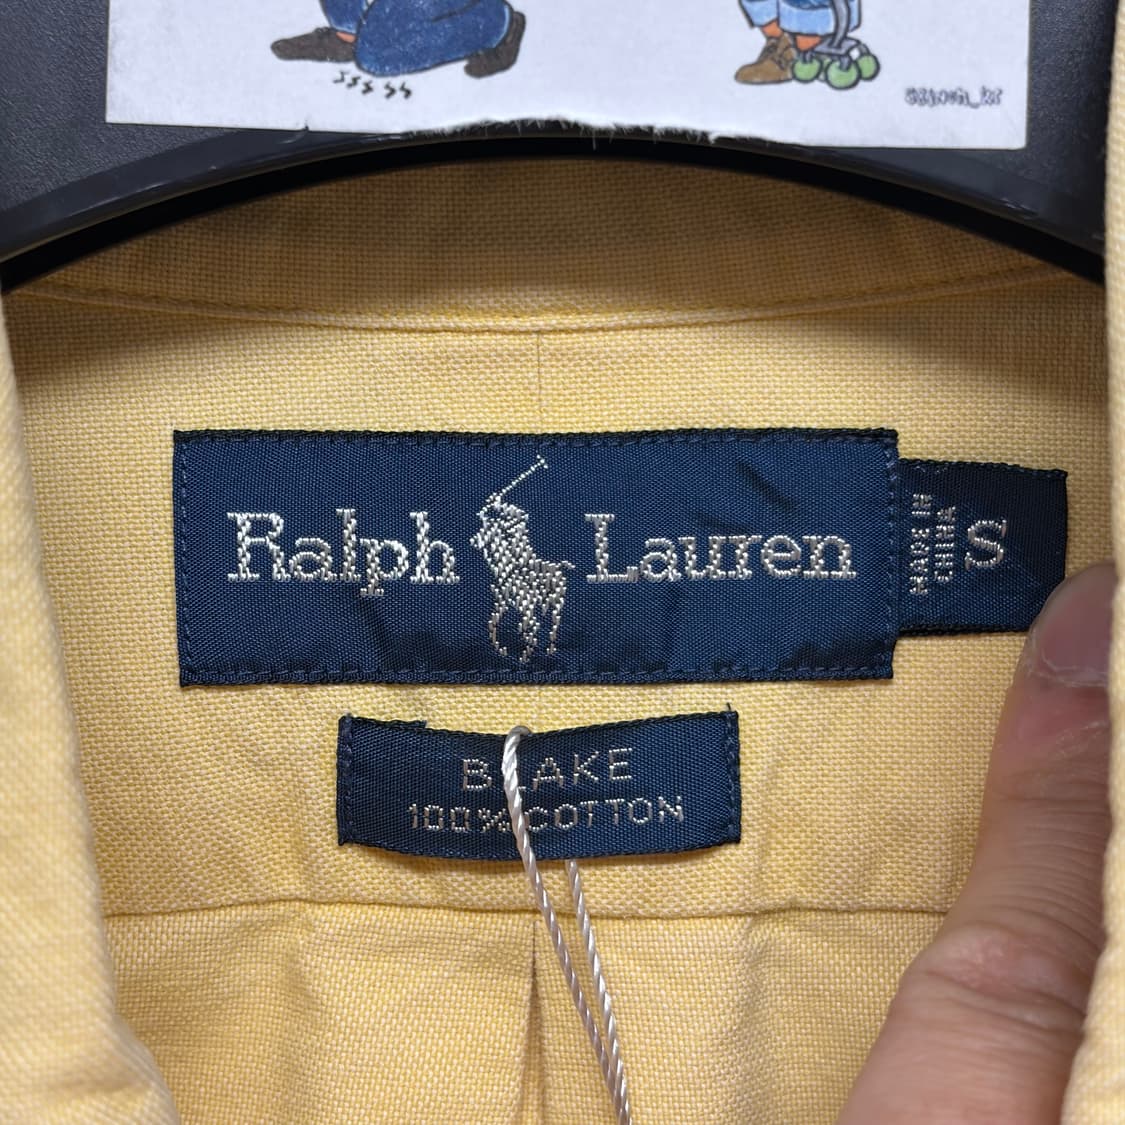 Ralph Lauren
MADE IN
CHINA
S
BLAKE
100% COTTON